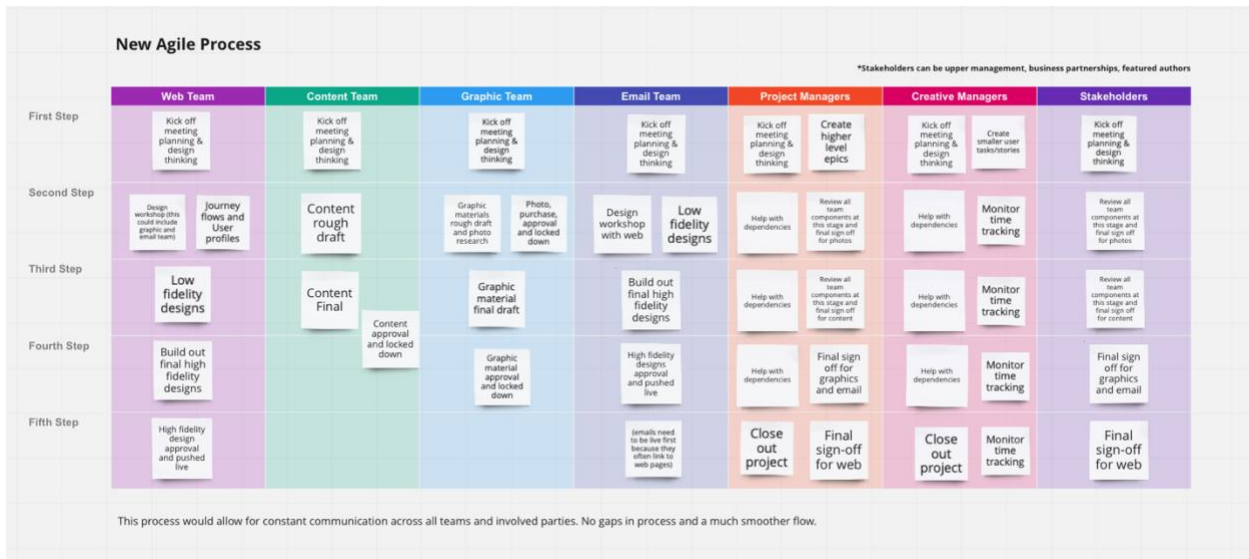 New Agile Process
*Stakeholders can be upper management, business partnerships, featured authors
Web Team
Content Team
Graphic Team
Email Team
Project Managers
Creative Managers
Stakeholders
First Step
Kick off
meeting
planning &
design
thinking
Kick off
meeting
planning &
design
thinking
Kick off
meeting
planning &
design
thinking
Kick off
meeting
planning &
design
thinking
Kick off
meeting
planning &
design
thinking
Create
higher
level
epics
Kick off
meeting
planning &
design
thinking
Create
smaller user
tasks/stories
Kick off
meeting
planning &
design
thinking
Second Step
Design
workshop (this
could include
graphic and
email team)
Journey
flows and
User
profiles
Content
rough
draft
Graphic
materials
rough draft
and photo
research
Photo,
purchase,
approval
and locked
down
Design
workshop
with web
Low
fidelity
designs
Help with
dependencies
Review all
team
components at
this stage and
final sign off
for photos
Help with
dependencies
Monitor
time
tracking
Review all
team
components at
this stage and
final sign off
for photos
Third Step
Low
fidelity
designs
Content
Final
Content
approval
and locked
down
Graphic
material
final draft
Build out
final high
fidelity
designs
Help with
dependencies
Review all
team
components at
this stage and
final sign off
for content
Help with
dependencies
Monitor
time
tracking
Review all
team
components at
this stage and
final sign off
for content
Fourth Step
Build out
final high
fidelity
designs
Graphic
material
approval
and locked
down
High fidelity
designs
approval
and pushed
live
Help with
dependencies
Final sign
off for
graphics
and email
Help with
dependencies
Monitor
time
tracking
Final sign
off for
graphics
and email
Fifth Step
High fidelity
design
approval
and pushed
live
(emails need
to be live first
because they
often link to
web pages)
Close
out
project
Final
sign-off
for web
Close
out
project
Monitor
time
tracking
Final
sign-off
for web
This process would allow for constant communication across all teams and involved parties. No gaps in process and a much smoother flow.